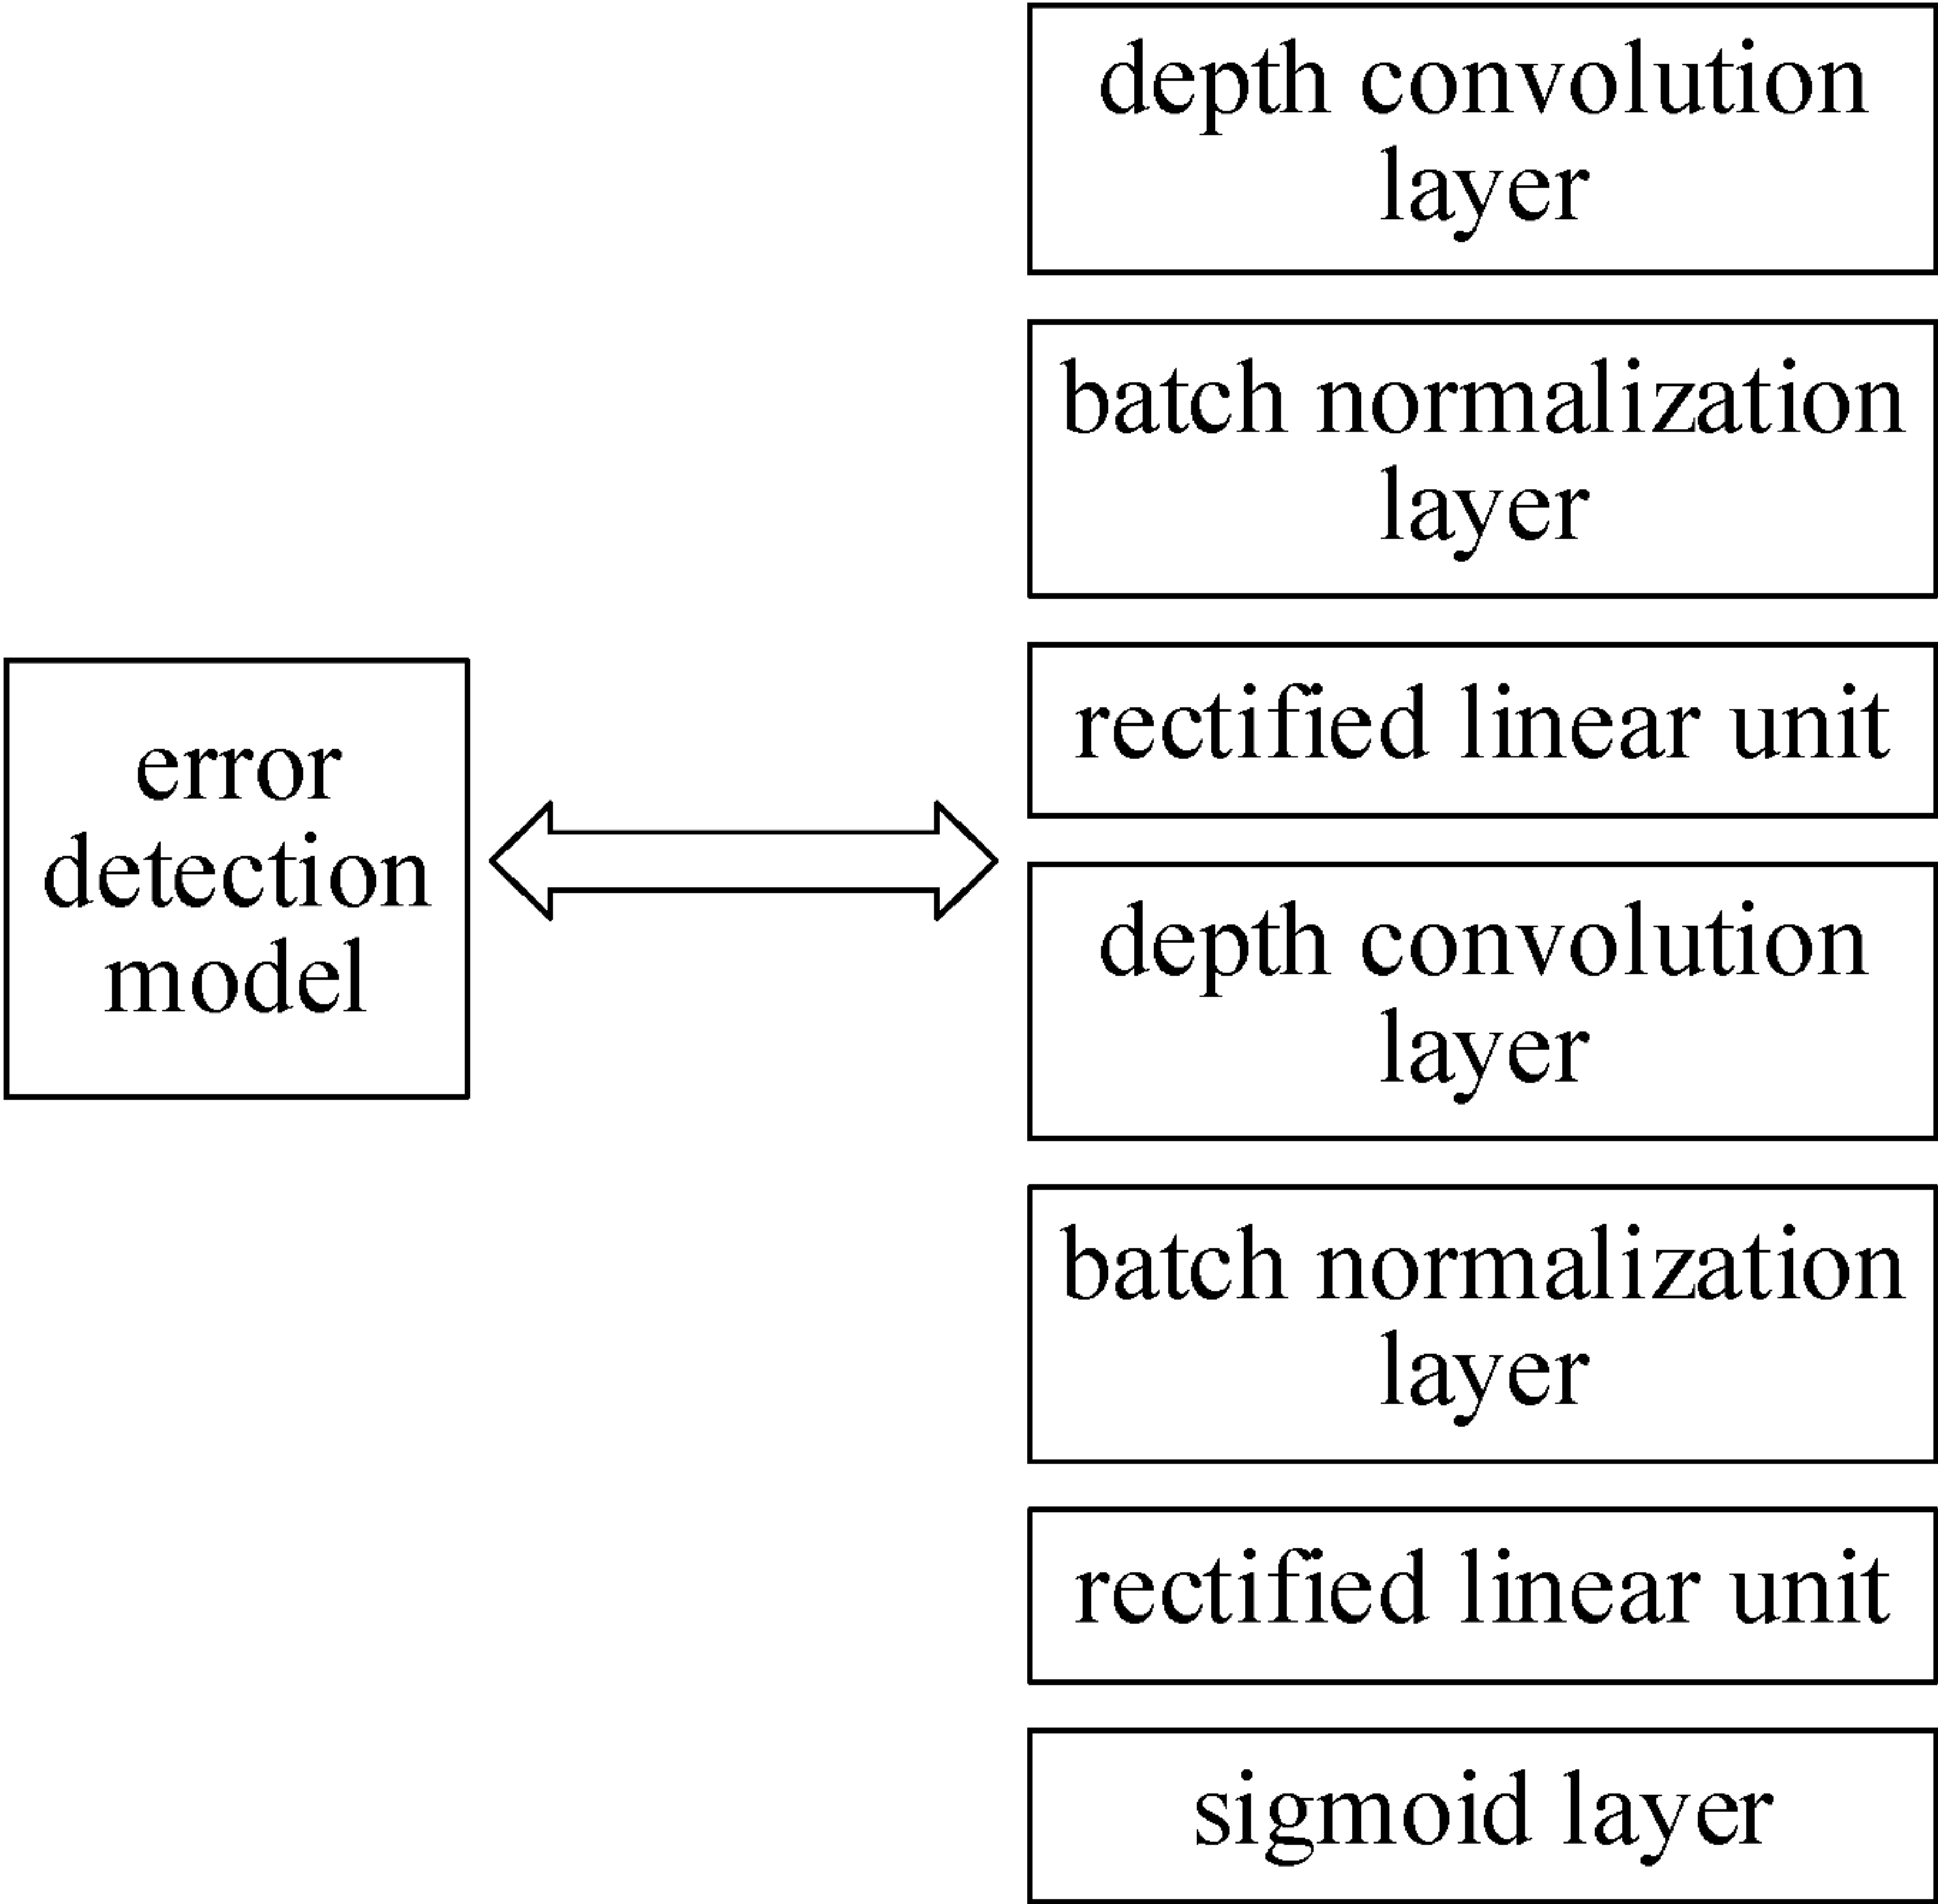 error
detection
model
depth convolution
layer
batch normalization
layer
rectified linear unit
depth convolution
layer
batch normalization
layer
rectified linear unit
sigmoid layer